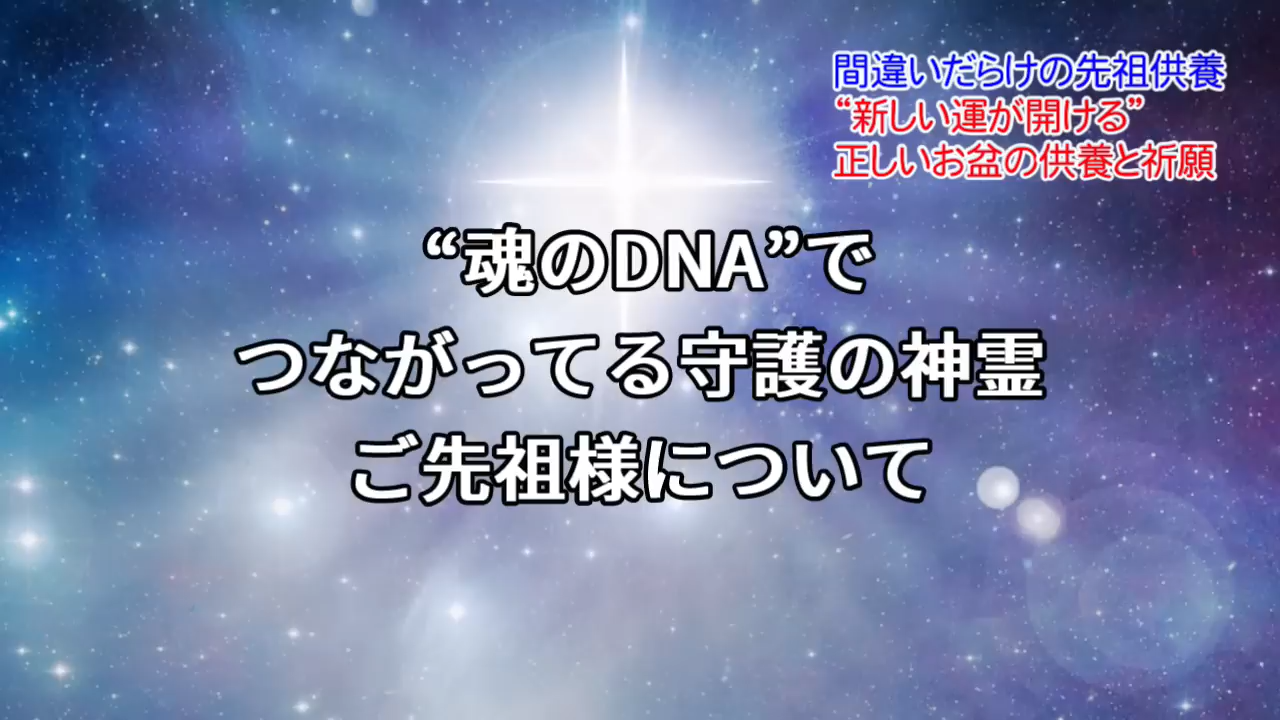 間違いだらけの先祖供養
“新しい運が開ける”
正しいお盆の供養と祈願
“魂のDNA”で
つながってる守護の神霊
ご先祖様について